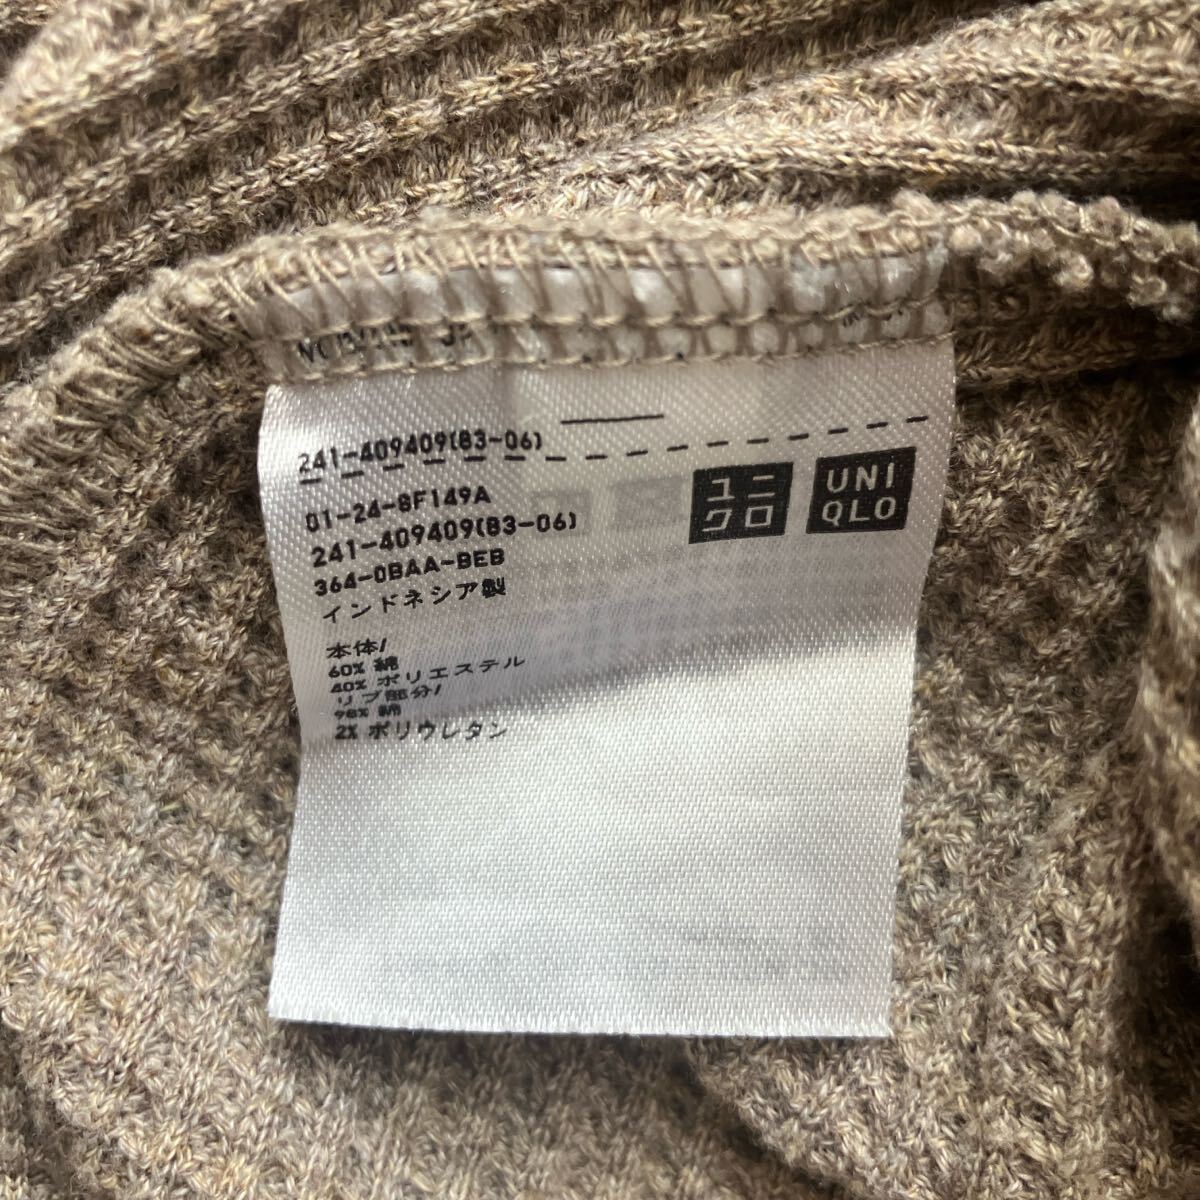 241-409409(83-06)
01-24-8F149A
241-409409(83-06)
364-0BAA-BEB
インドネシア製
本体/
60% 綿
40% ポリエステル
リブ部分/
98% 綿
2% ポリウレタン
ユニ
クロ
UNI
QLO